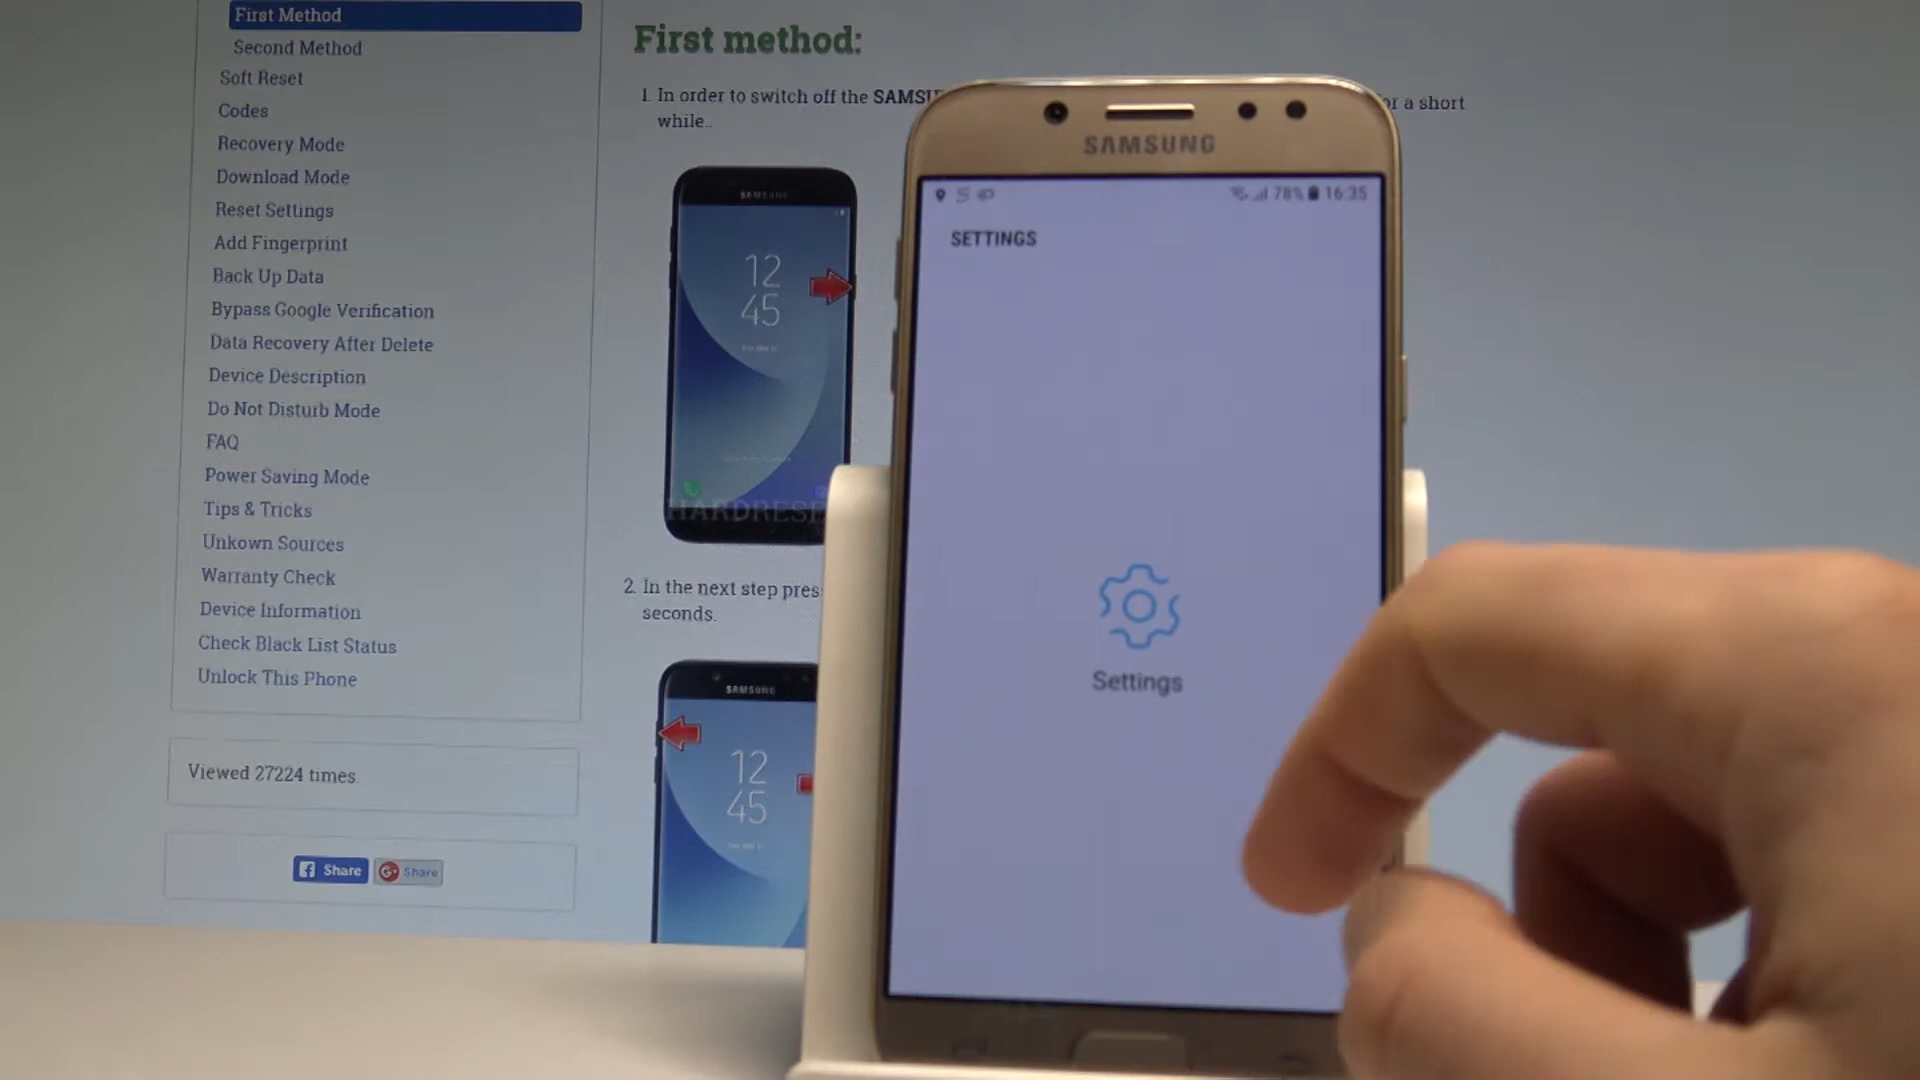 First Method
Second Method
Soft Reset
Codes
Recovery Mode
Download Mode
Reset Settings
Add Fingerprint
Back Up Data
Bypass Google Verification
Data Recovery After Delete
Device Description
Do Not Disturb Mode
FAQ
Power Saving Mode
Tips & Tricks
Unkown Sources
Warranty Check
Device Information
Check Black List Status
Unlock This Phone
Viewed 27224 times.
Share
Share
First method:
1. In order to switch off the
or a short
while..
SAMSUNG
12
45
HARDRESE
2. In the next step pres
seconds.
SAMSUNG
12
45
SAMSUNG
78% 16:35
SETTINGS
Settings